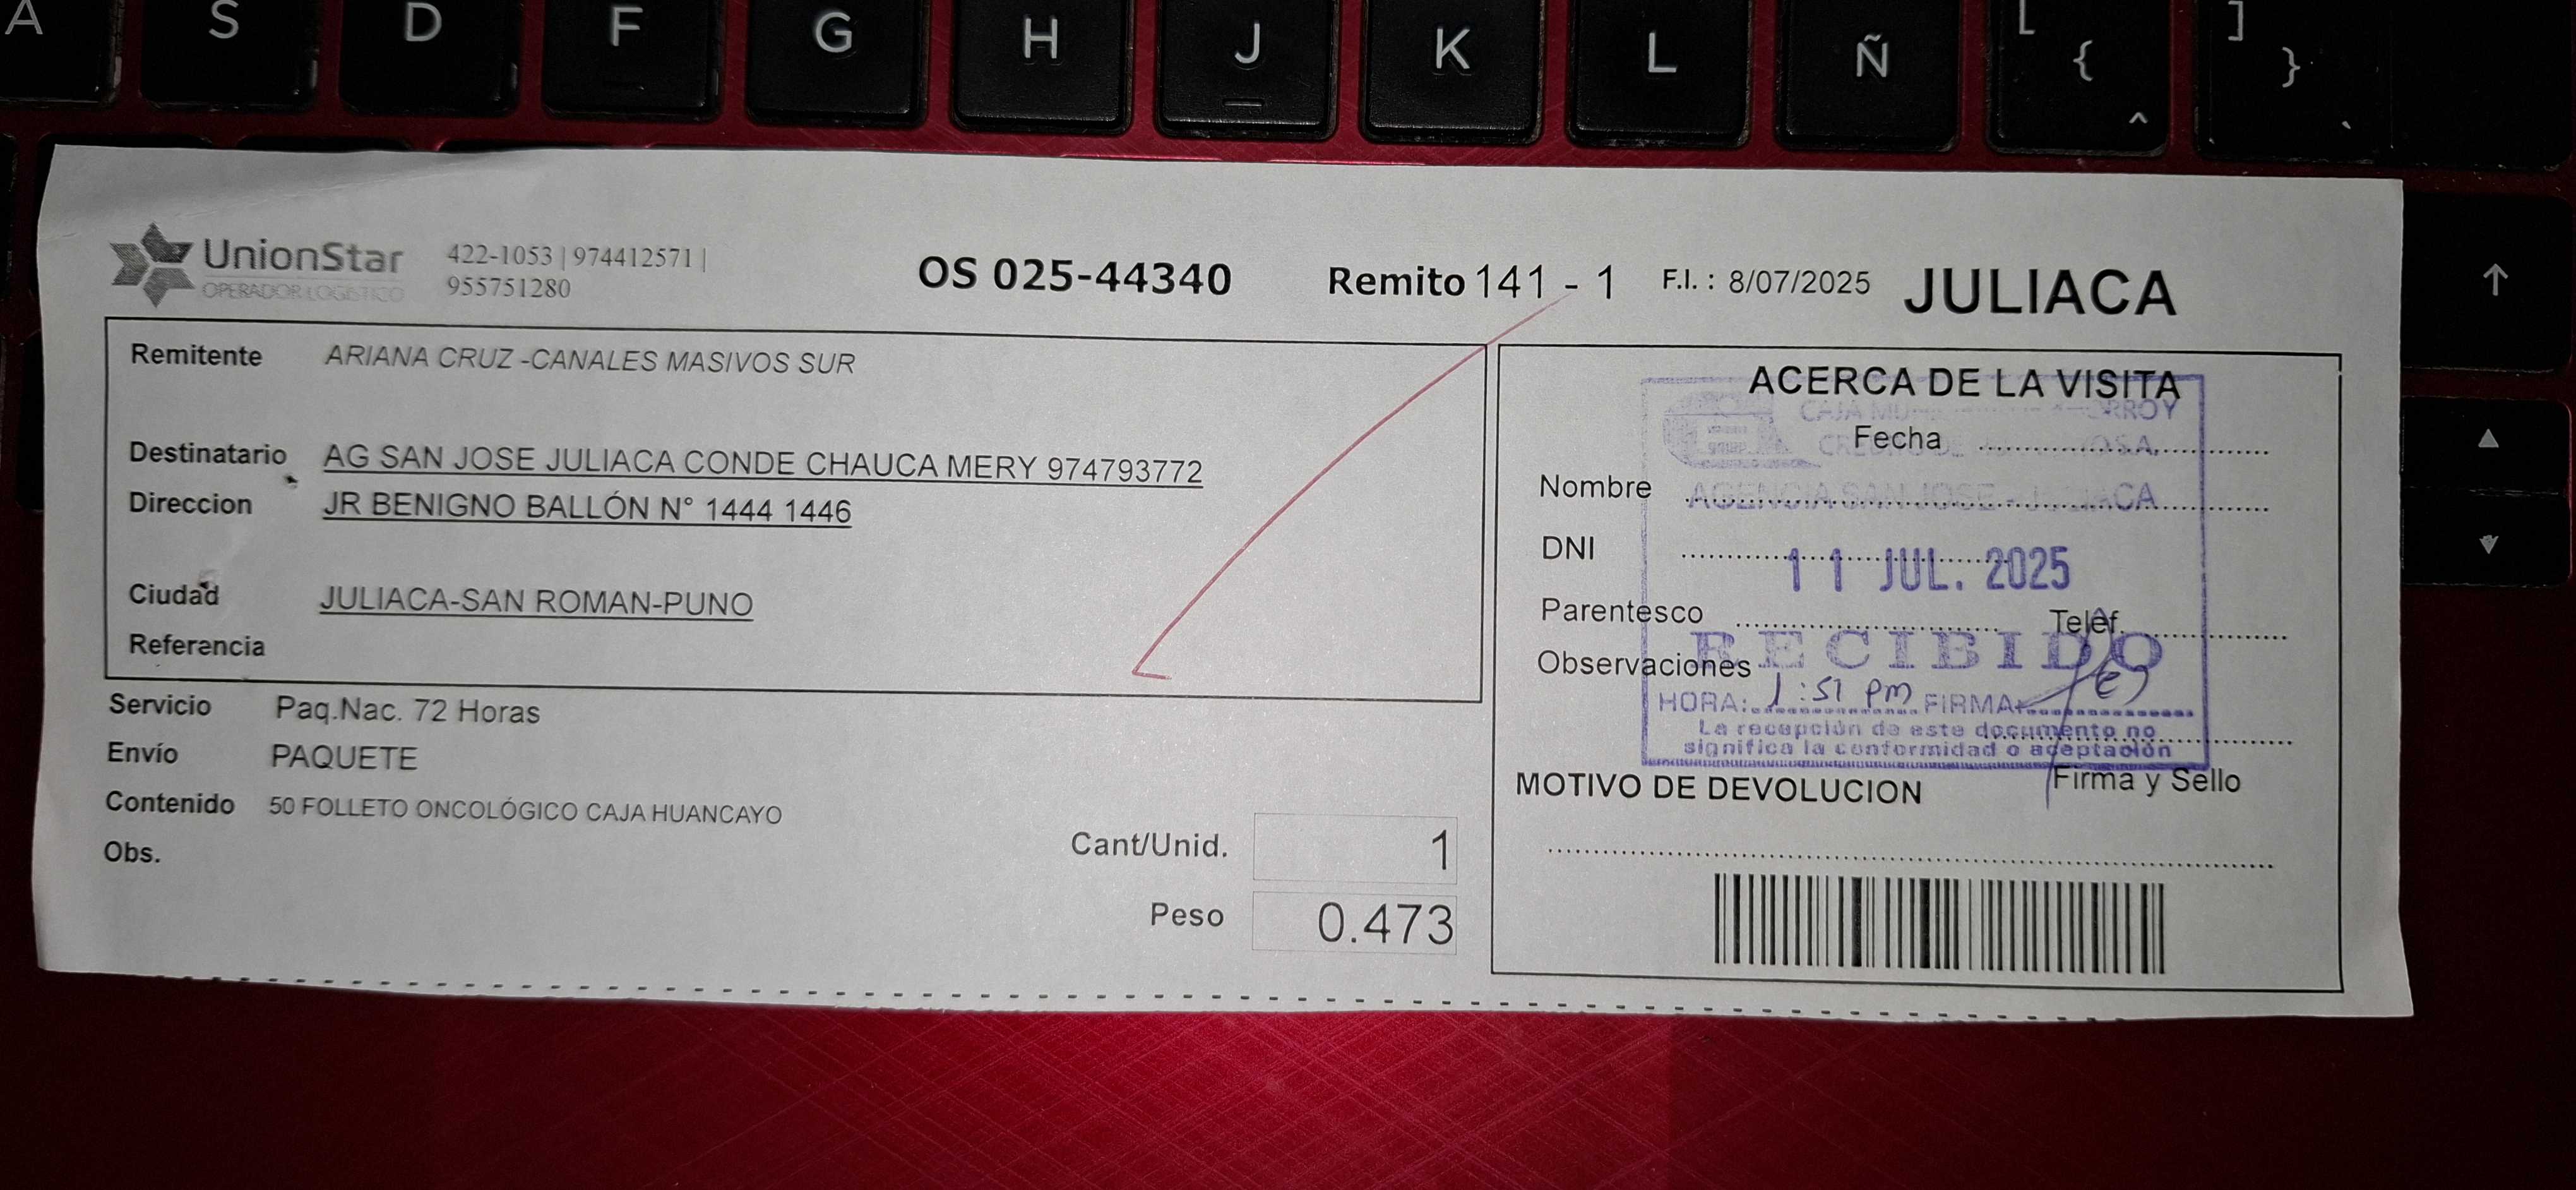 A S D F G H J K L Ñ [ { ^ ] } `
UnionStar
OPERADOR LOGÍSTICO
422-1053 | 974412571 |
955751280
OS 025-44340
Remito 141 - 1
F.I. : 8/07/2025
JULIACA
Remitente ARIANA CRUZ -CANALES MASIVOS SUR
Destinatario AG SAN JOSE JULIACA CONDE CHAUCA MERY 974793772
Direccion JR BENIGNO BALLÓN N° 1444 1446
Ciudad JULIACA-SAN ROMAN-PUNO
Referencia
Servicio Paq.Nac. 72 Horas
Envío PAQUETE
Contenido 50 FOLLETO ONCOLÓGICO CAJA HUANCAYO
Obs.
Cant/Unid. 1
Peso 0.473
ACERCA DE LA VISITA
Fecha
Nombre
DNI
Parentesco
Teléf.
Observaciones
Firma y Sello
MOTIVO DE DEVOLUCION
CAJA
AGENCIA SAN JOSE - JULIACA
11 JUL. 2025
RECIBIDO
HORA: 1:51 pm FIRMA
La recepción de este documento no
significa la conformidad o aceptación